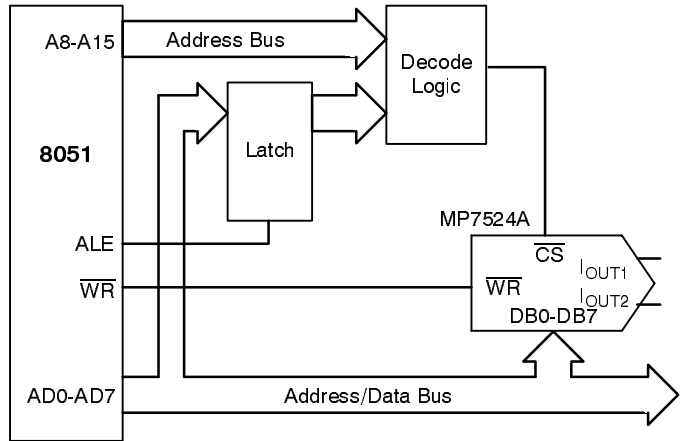 A8-A15
Address Bus
Decode
Logic
8051
Latch
MP7524A
ALE
CS
IOUT1
WR
WR
IOUT2
DB0-DB7
AD0-AD7
Address/Data Bus